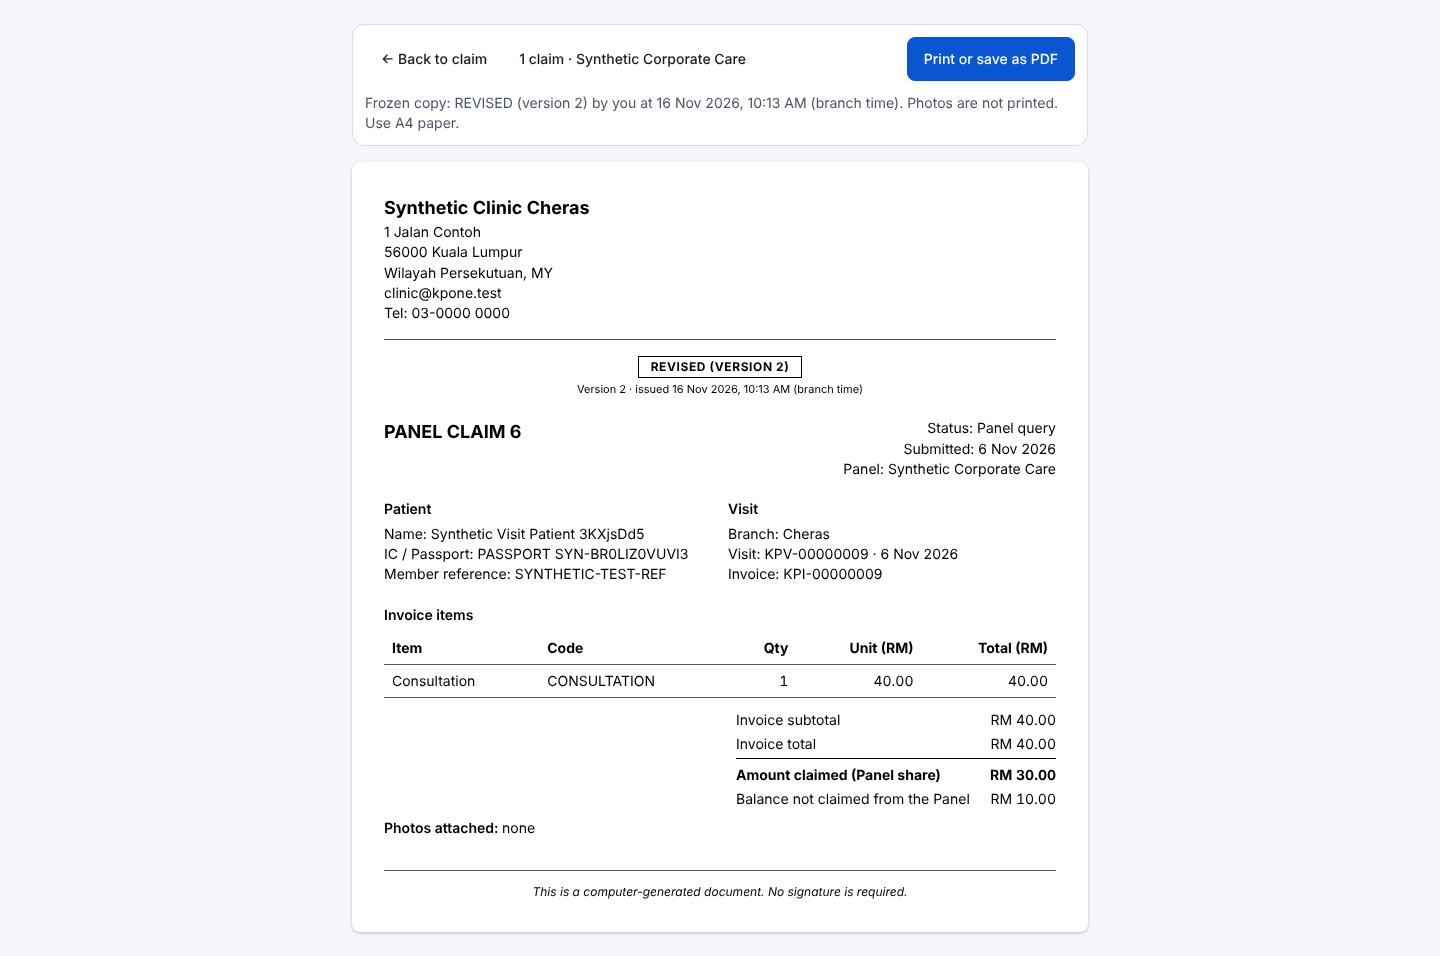 ← Back to claim
1 claim · Synthetic Corporate Care
Print or save as PDF
Frozen copy: REVISED (version 2) by you at 16 Nov 2026, 10:13 AM (branch time). Photos are not printed.
Use A4 paper.
Synthetic Clinic Cheras
1 Jalan Contoh
56000 Kuala Lumpur
Wilayah Persekutuan, MY
clinic@kpone.test
Tel: 03-0000 0000
REVISED (VERSION 2)
Version 2 · issued 16 Nov 2026, 10:13 AM (branch time)
PANEL CLAIM 6
Status: Panel query
Submitted: 6 Nov 2026
Panel: Synthetic Corporate Care
Patient
Name: Synthetic Visit Patient 3KXjsDd5
IC / Passport: PASSPORT SYN-BR0LIZ0VUVI3
Member reference: SYNTHETIC-TEST-REF
Visit
Branch: Cheras
Visit: KPV-00000009 · 6 Nov 2026
Invoice: KPI-00000009
Invoice items
Item Code Qty Unit (RM) Total (RM)
Consultation CONSULTATION 1 40.00 40.00
Invoice subtotal RM 40.00
Invoice total RM 40.00
Amount claimed (Panel share) RM 30.00
Balance not claimed from the Panel RM 10.00
Photos attached: none
This is a computer-generated document. No signature is required.